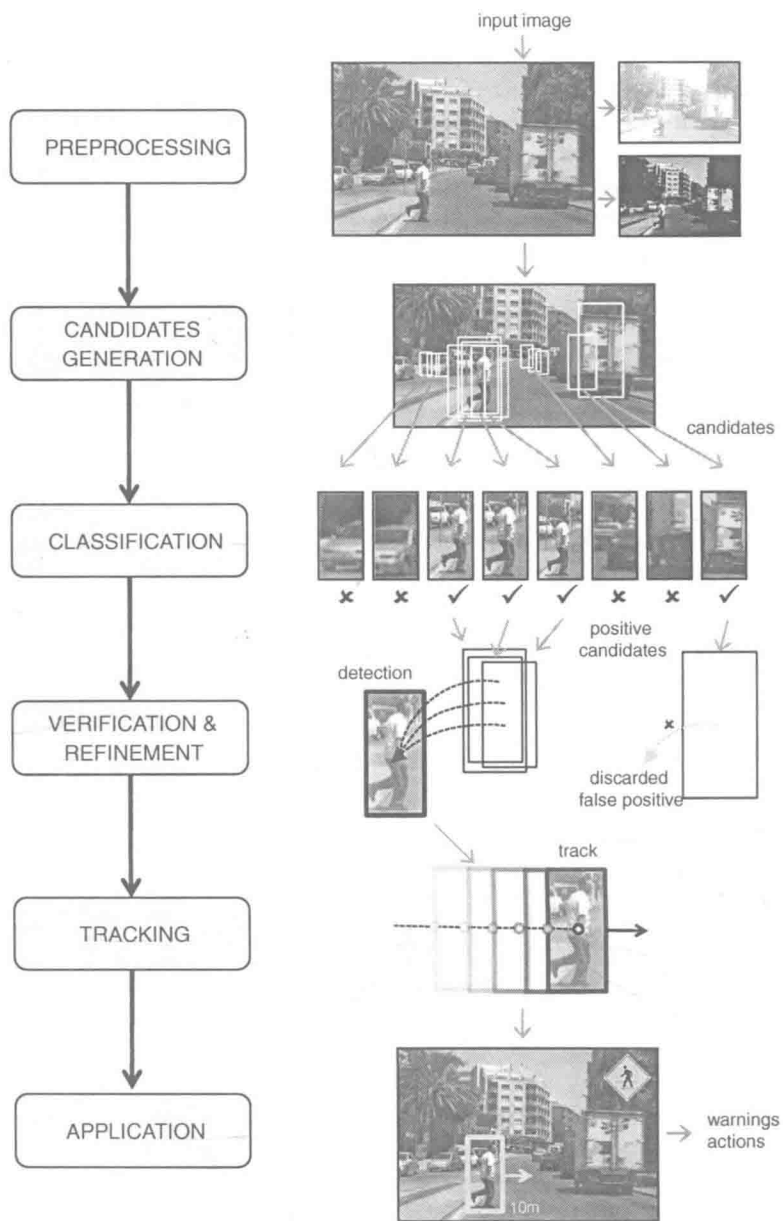 input image
PREPROCESSING
CANDIDATES
GENERATION
candidates
CLASSIFICATION
positive
candidates
detection
VERIFICATION &
REFINEMENT
discarded
false positive
track
TRACKING
APPLICATION
10m
warnings
actions